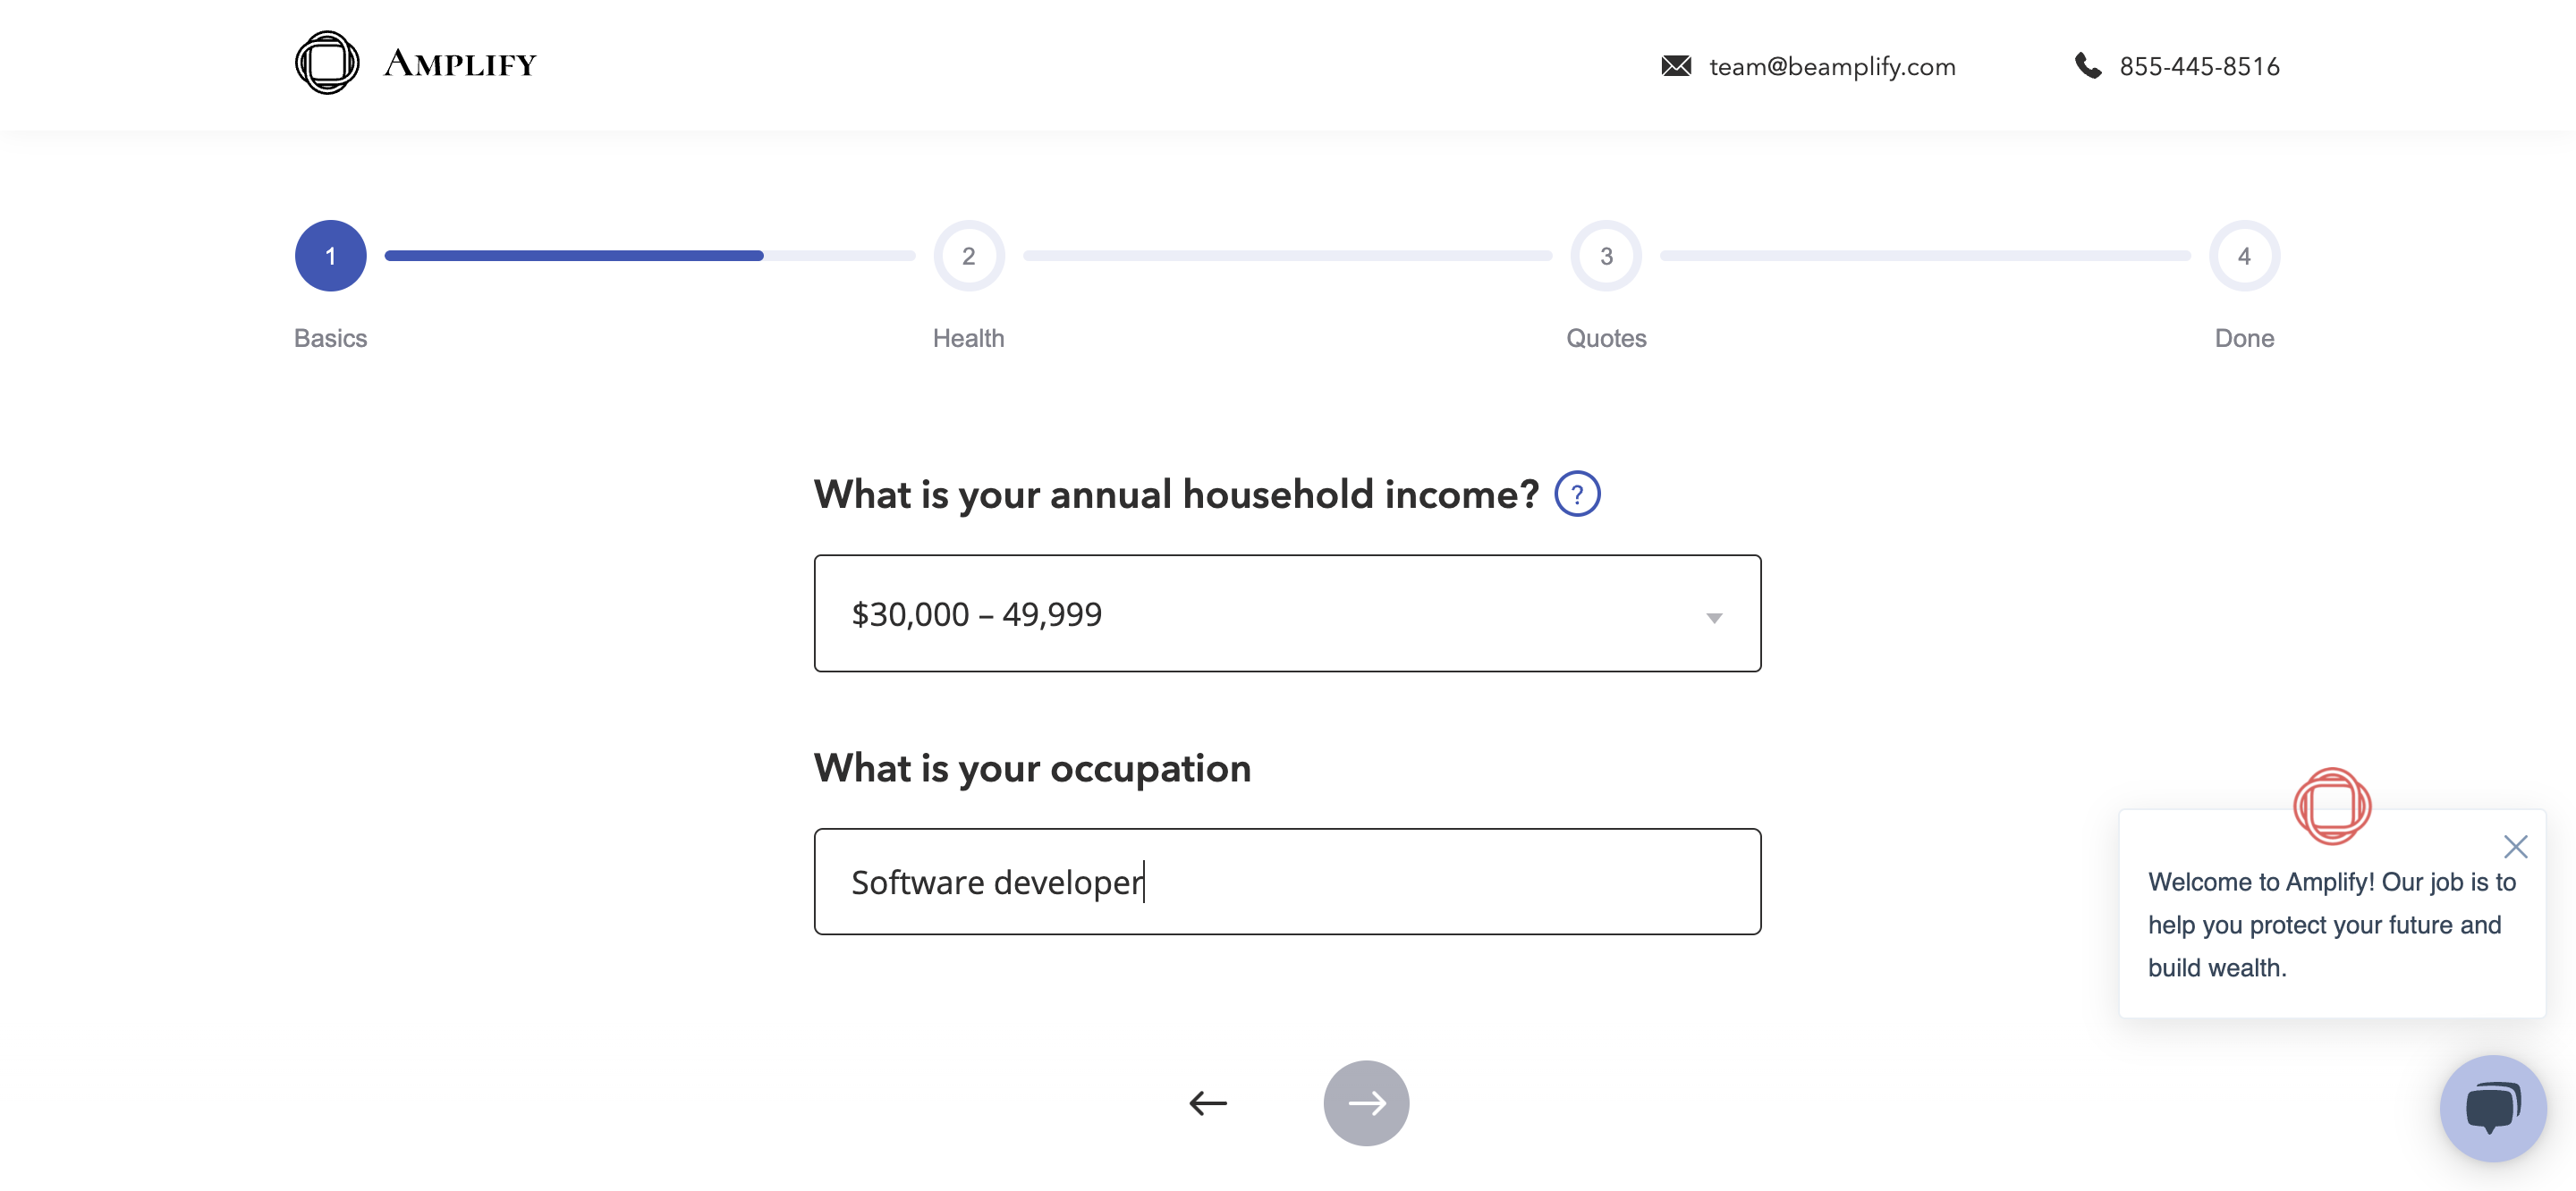 AMPLIFY
team@beamplify.com
855-445-8516
1
2
3
4
Basics
Health
Quotes
Done
What is your annual household income? ?
$30,000 – 49,999
What is your occupation
Software developer
Welcome to Amplify! Our job is to
help you protect your future and
build wealth.